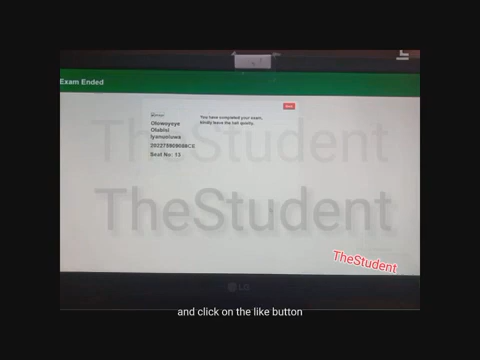 Exam Ended
You have completed your exam,
kindly leave the hall quietly.
Oluwoyeye
Olabisi
Iyanuoluwa
Seat No: 13
TheStudent
TheStudent
TheStudent
LG
and click on the like button